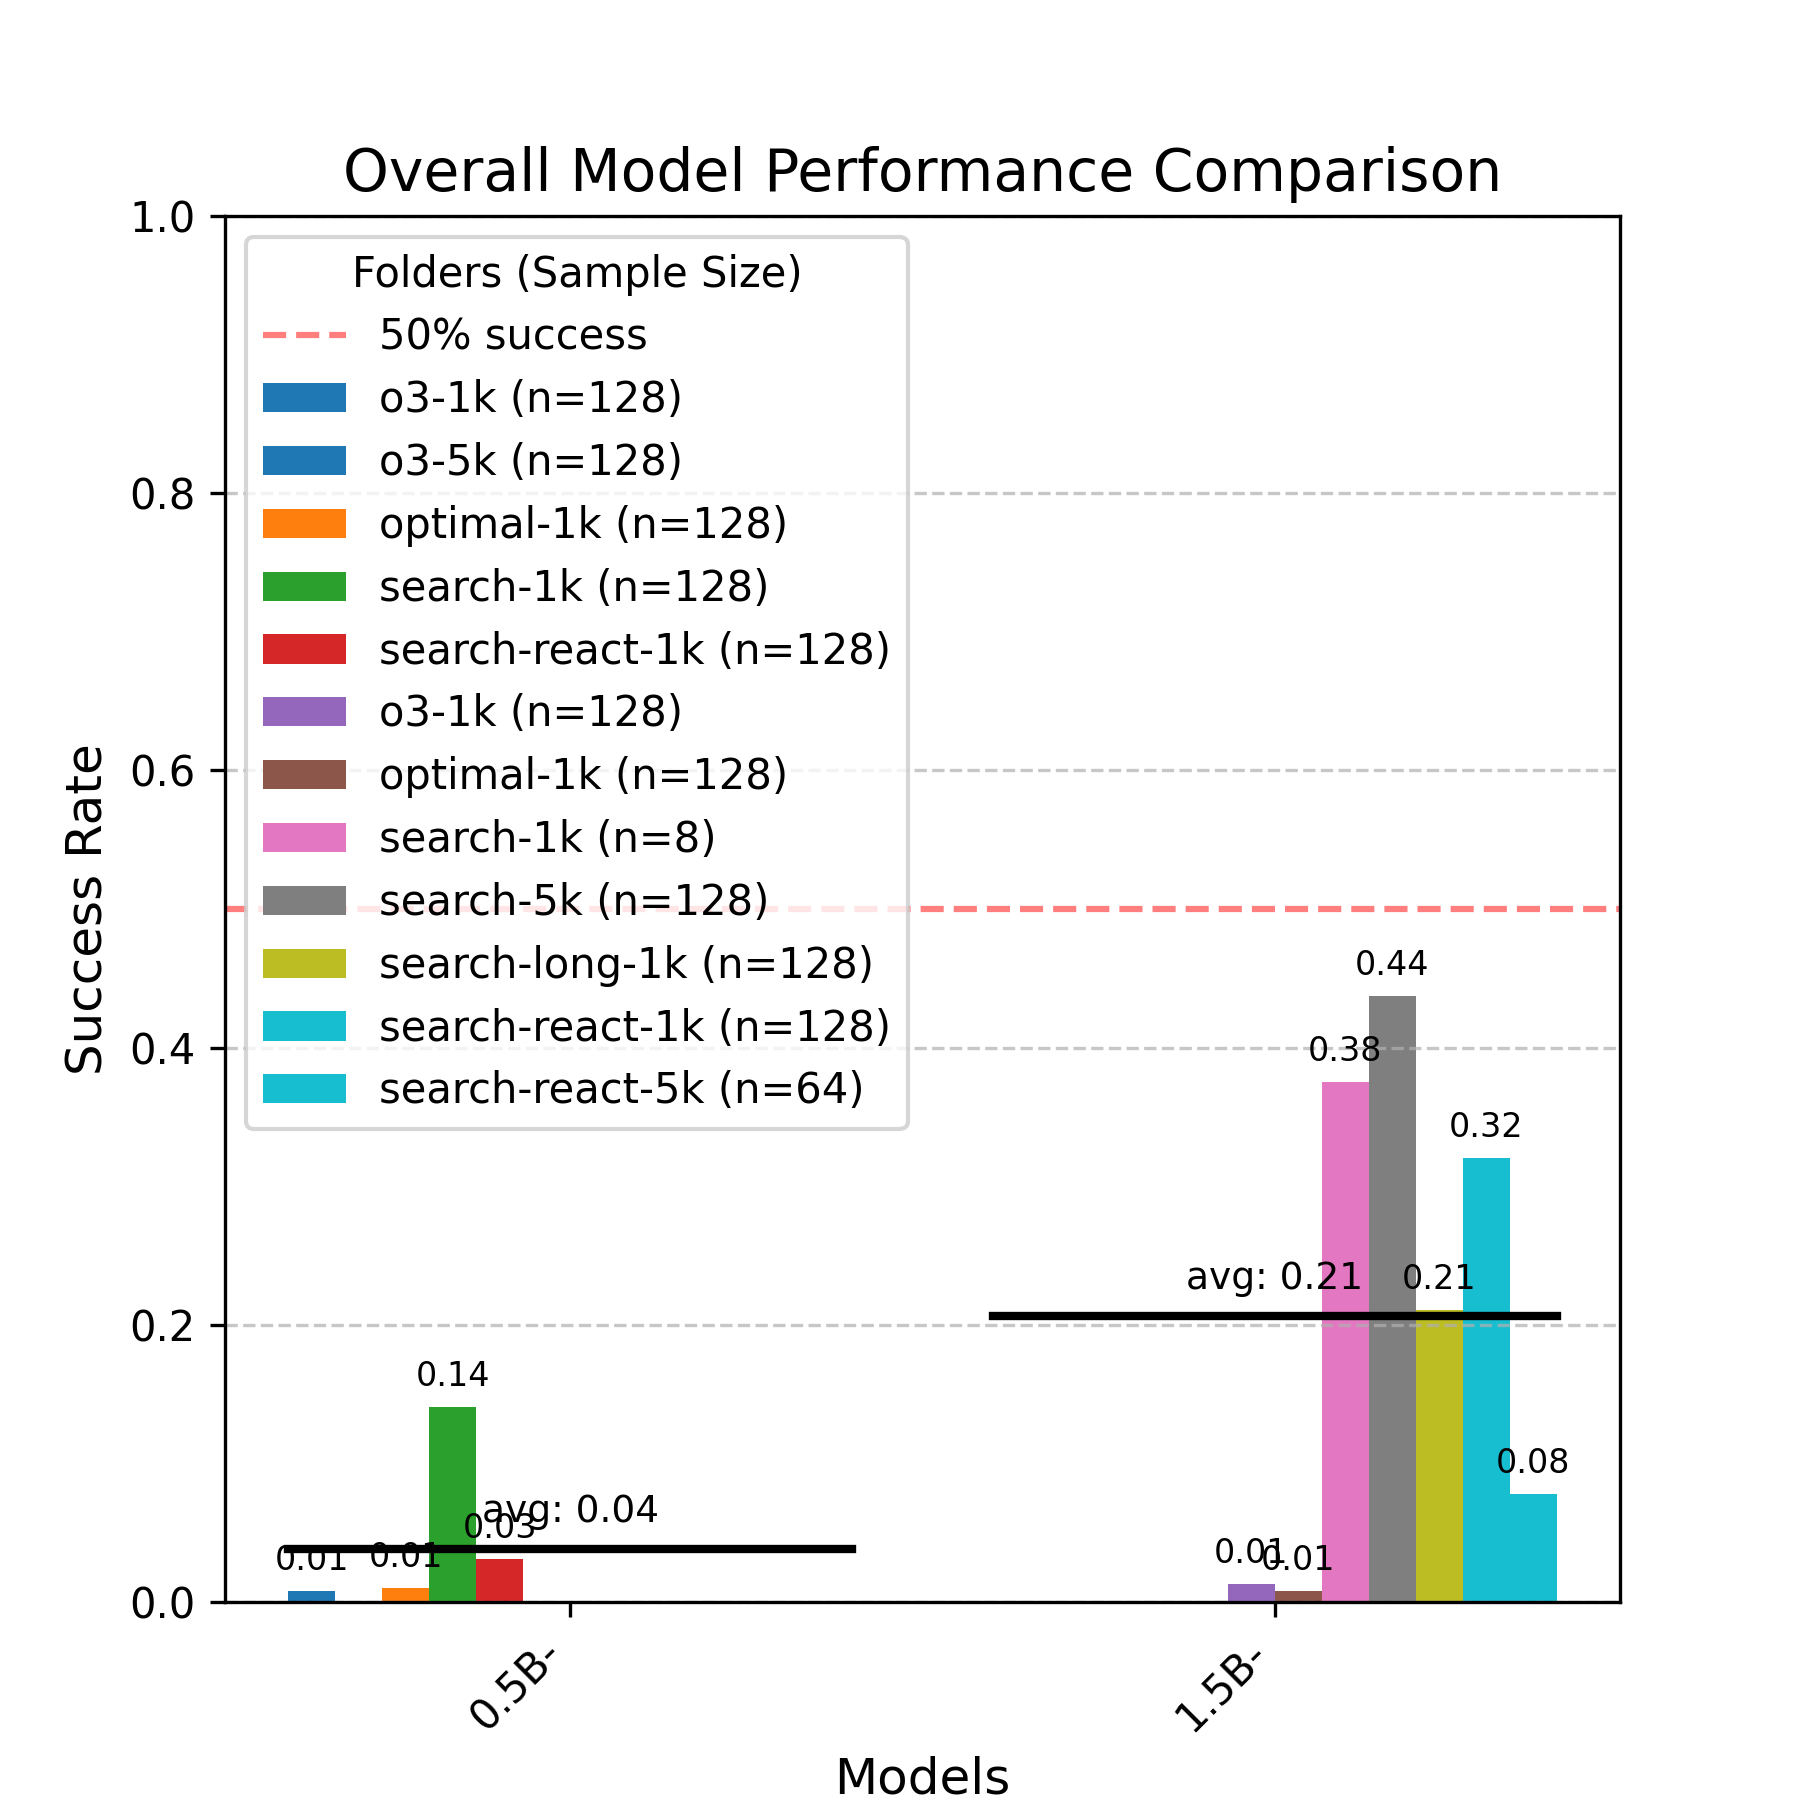 Overall Model Performance Comparison
1.0
0.8
0.6
0.4
0.2
0.0
Success Rate
Folders (Sample Size)
50% success
o3-1k (n=128)
o3-5k (n=128)
optimal-1k (n=128)
search-1k (n=128)
search-react-1k (n=128)
o3-1k (n=128)
optimal-1k (n=128)
search-1k (n=8)
search-5k (n=128)
search-long-1k (n=128)
search-react-1k (n=128)
search-react-5k (n=64)
0.01
0.01
0.14
0.03
avg: 0.04
0.01
0.01
0.38
0.44
0.21
0.32
0.08
avg: 0.21
0.5B-
1.5B-
Models